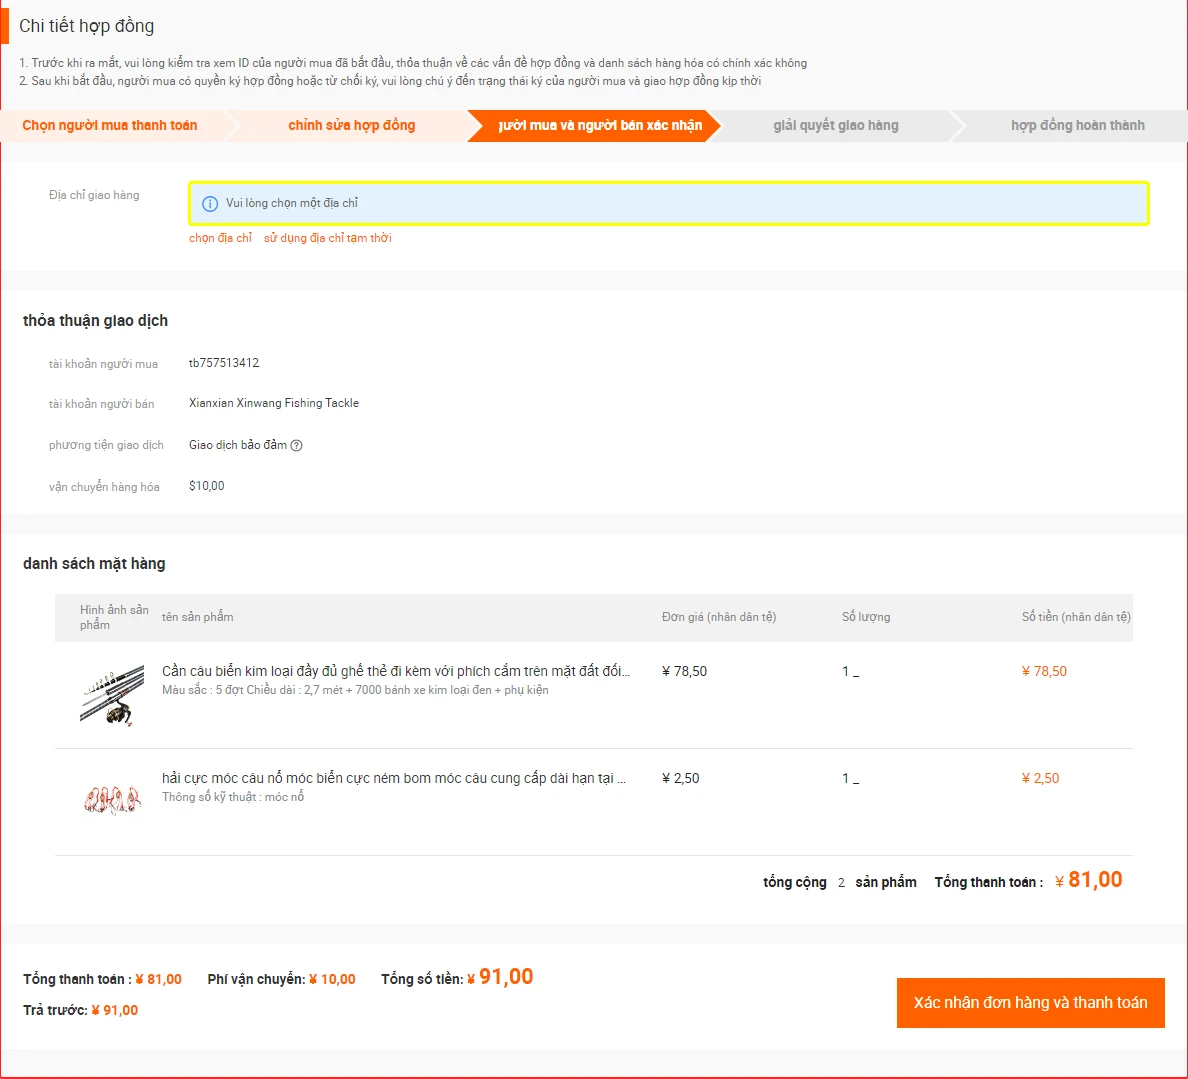 Chi tiết hợp đồng
1. Trước khi ra mắt, vui lòng kiểm tra xem ID của người mua đã bắt đầu, thỏa thuận về các vấn đề hợp đồng và danh sách hàng hóa có chính xác không
2. Sau khi bắt đầu, người mua có quyền ký hợp đồng hoặc từ chối ký, vui lòng chú ý đến trạng thái ký của người mua và giao hợp đồng kịp thời
Chọn người mua thanh toán chỉnh sửa hợp đồng người mua và người bán xác nhận giải quyết giao hàng hợp đồng hoàn thành
Địa chỉ giao hàng Vui lòng chọn một địa chỉ
chọn địa chỉ sử dụng địa chỉ tạm thời
thỏa thuận giao dịch
tài khoản người mua tb757513412
tài khoản người bán Xianxian Xinwang Fishing Tackle
phương tiện giao dịch Giao dịch bảo đảm ?
vận chuyển hàng hóa $10,00
danh sách mặt hàng
Hình ảnh sản phẩm tên sản phẩm Đơn giá (nhân dân tệ) Số lượng Số tiền (nhân dân tệ)
Cần câu biển kim loại đầy đủ ghế thẻ đi kèm với phích cắm trên mặt đất đối... ¥ 78,50 1 _ ¥ 78,50
Màu sắc : 5 đợt Chiều dài : 2,7 mét + 7000 bánh xe kim loại đen + phụ kiện
hải cực móc câu nổ móc biển cực ném bom móc câu cung cấp dài hạn tại ... ¥ 2,50 1 _ ¥ 2,50
Thông số kỹ thuật : móc nổ
tổng cộng 2 sản phẩm Tổng thanh toán : ¥ 81,00
Tổng thanh toán : ¥ 81,00 Phí vận chuyển: ¥ 10,00 Tổng số tiền: ¥ 91,00
Trả trước: ¥ 91,00
Xác nhận đơn hàng và thanh toán